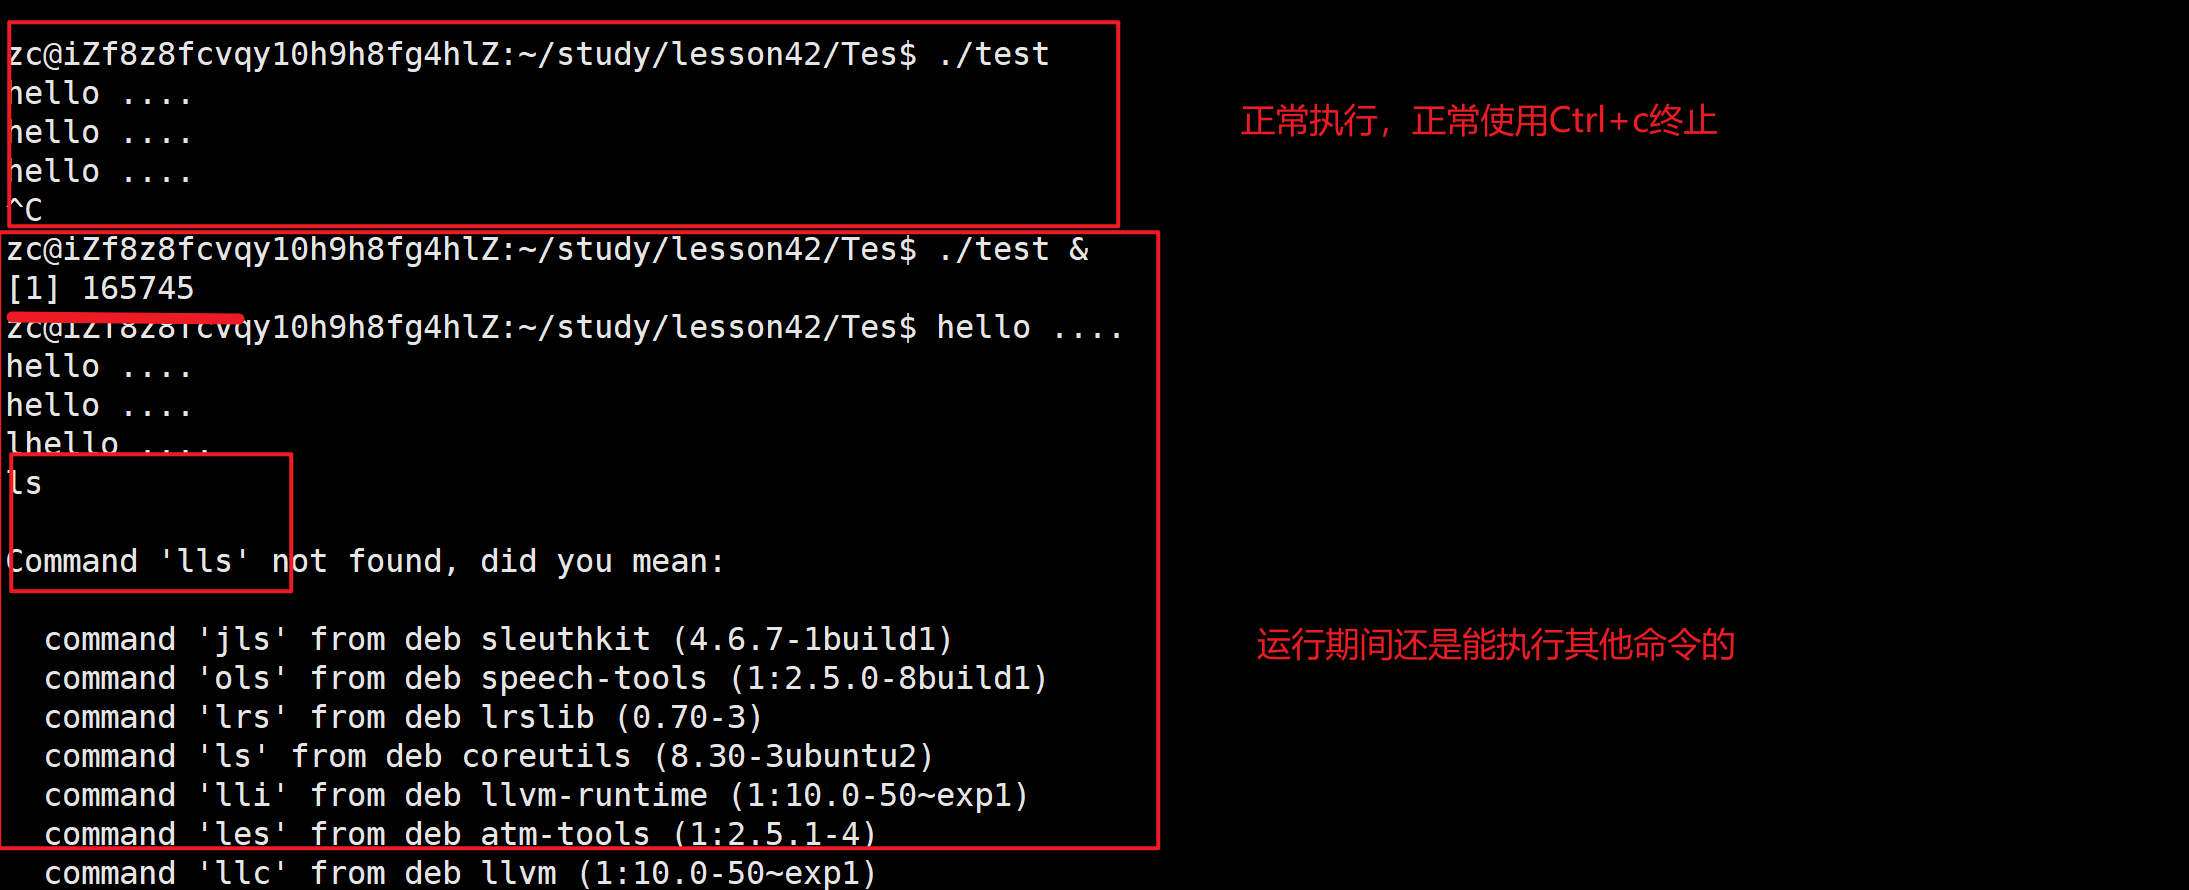 zc@iZf8z8fcvqy10h9h8fg4hlZ:~/study/lesson42/Tes$ ./test
hello ....
hello ....
hello ....
^C
正常执行，正常使用Ctrl+c终止
zc@iZf8z8fcvqy10h9h8fg4hlZ:~/study/lesson42/Tes$ ./test &
[1] 165745
zc@iZf8z8fcvqy10h9h8fg4hlZ:~/study/lesson42/Tes$ hello ....
hello ....
hello ....
lhello ....
ls
Command 'lls' not found, did you mean:
command 'jls' from deb sleuthkit (4.6.7-1build1)
运行期间还是能执行其他命令的
command 'ols' from deb speech-tools (1:2.5.0-8build1)
command 'lrs' from deb lrslib (0.70-3)
command 'ls' from deb coreutils (8.30-3ubuntu2)
command 'lli' from deb llvm-runtime (1:10.0-50~exp1)
command 'les' from deb atm-tools (1:2.5.1-4)
command 'llc' from deb llvm (1:10.0-50~exp1)